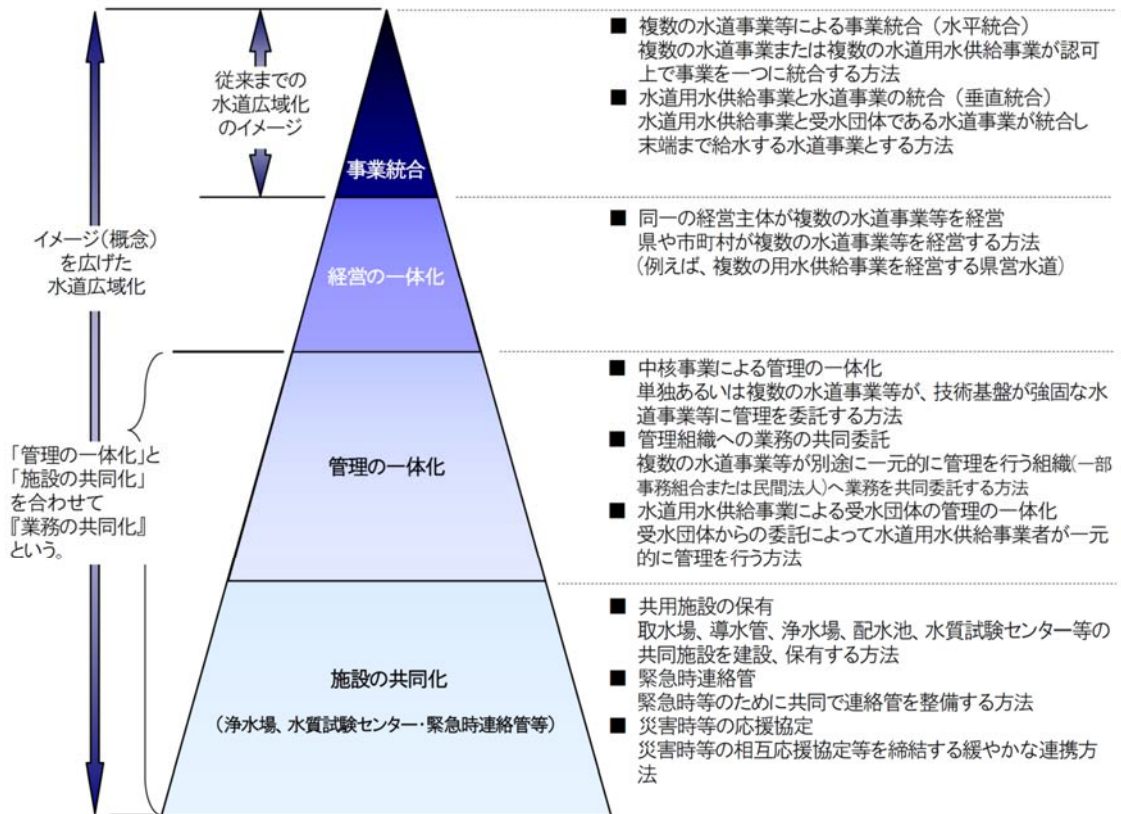 従来までの
水道広域化
のイメージ
イメージ(概念)
を広げた
水道広域化
「管理の一体化」と
「施設の共同化」
を合わせて
『業務の共同化』
という。
事業統合
経営の一体化
管理の一体化
施設の共同化
(浄水場、水質試験センター・緊急時連絡管等)
■ 複数の水道事業等による事業統合(水平統合)
複数の水道事業または複数の水道用水供給事業が認可
上で事業を一つに統合する方法
■ 水道用水供給事業と水道事業の統合(垂直統合)
水道用水供給事業と受水団体である水道事業が統合し
末端まで給水する水道事業とする方法
■ 同一の経営主体が複数の水道事業等を経営
県や市町村が複数の水道事業等を経営する方法
(例えば、複数の用水供給事業を経営する県営水道)
■ 中核事業による管理の一体化
単独あるいは複数の水道事業等が、技術基盤が強固な水
道事業等に管理を委託する方法
■ 管理組織への業務の共同委託
複数の水道事業等が別途に一元的に管理を行う組織(一部
事務組合または民間法人)へ業務を共同委託する方法
■ 水道用水供給事業による受水団体の管理の一体化
受水団体からの委託によって水道用水供給事業者が一元
的に管理を行う方法
■ 共用施設の保有
取水場、導水管、浄水場、配水池、水質試験センター等の
共同施設を建設、保有する方法
■ 緊急時連絡管
緊急時等のために共同で連絡管を整備する方法
■ 災害時等の応援協定
災害時等の相互応援協定等を締結する緩やかな連携方
法